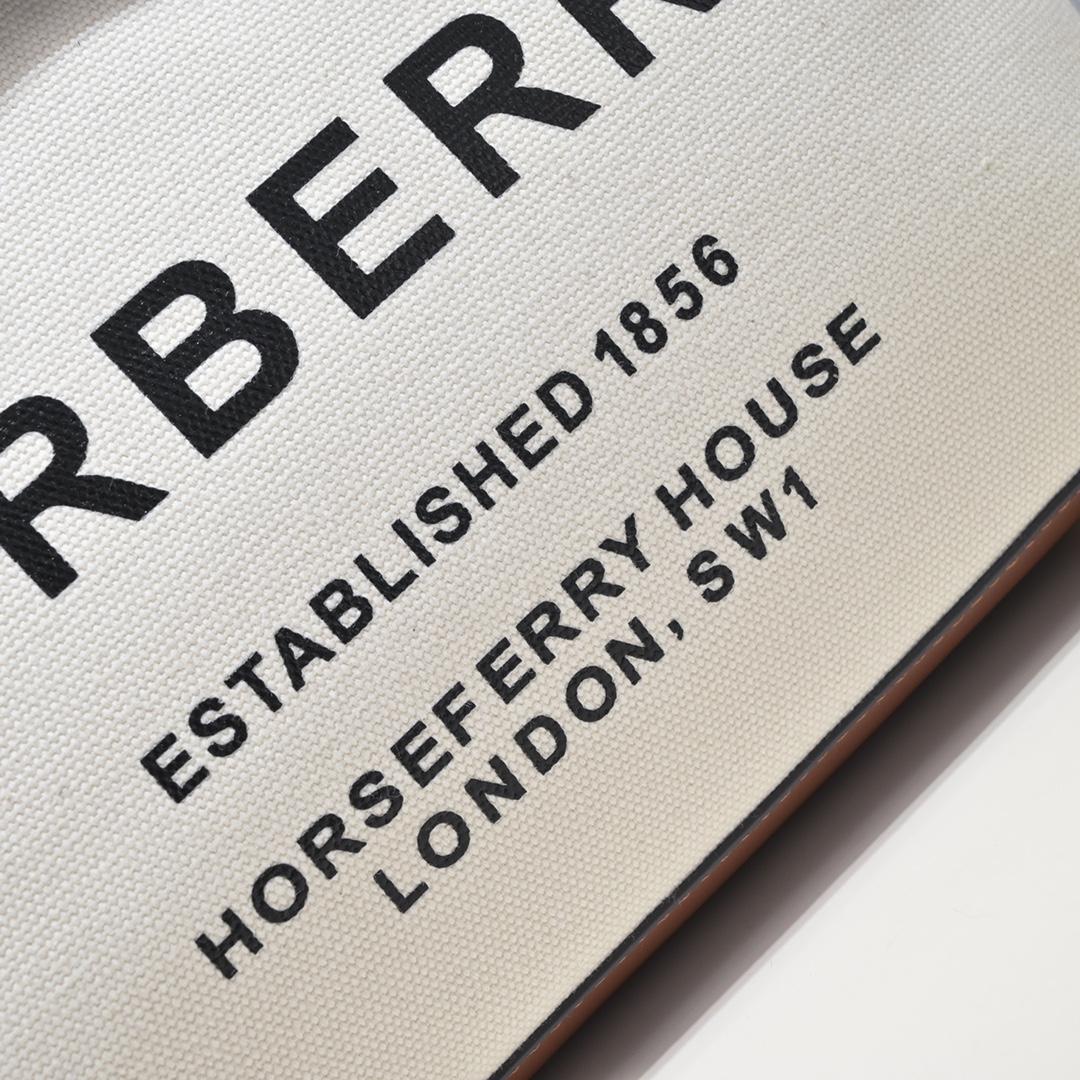 RBERR
ESTABLISHED 1856
HORSEFERRY HOUSE
LONDON, SW1